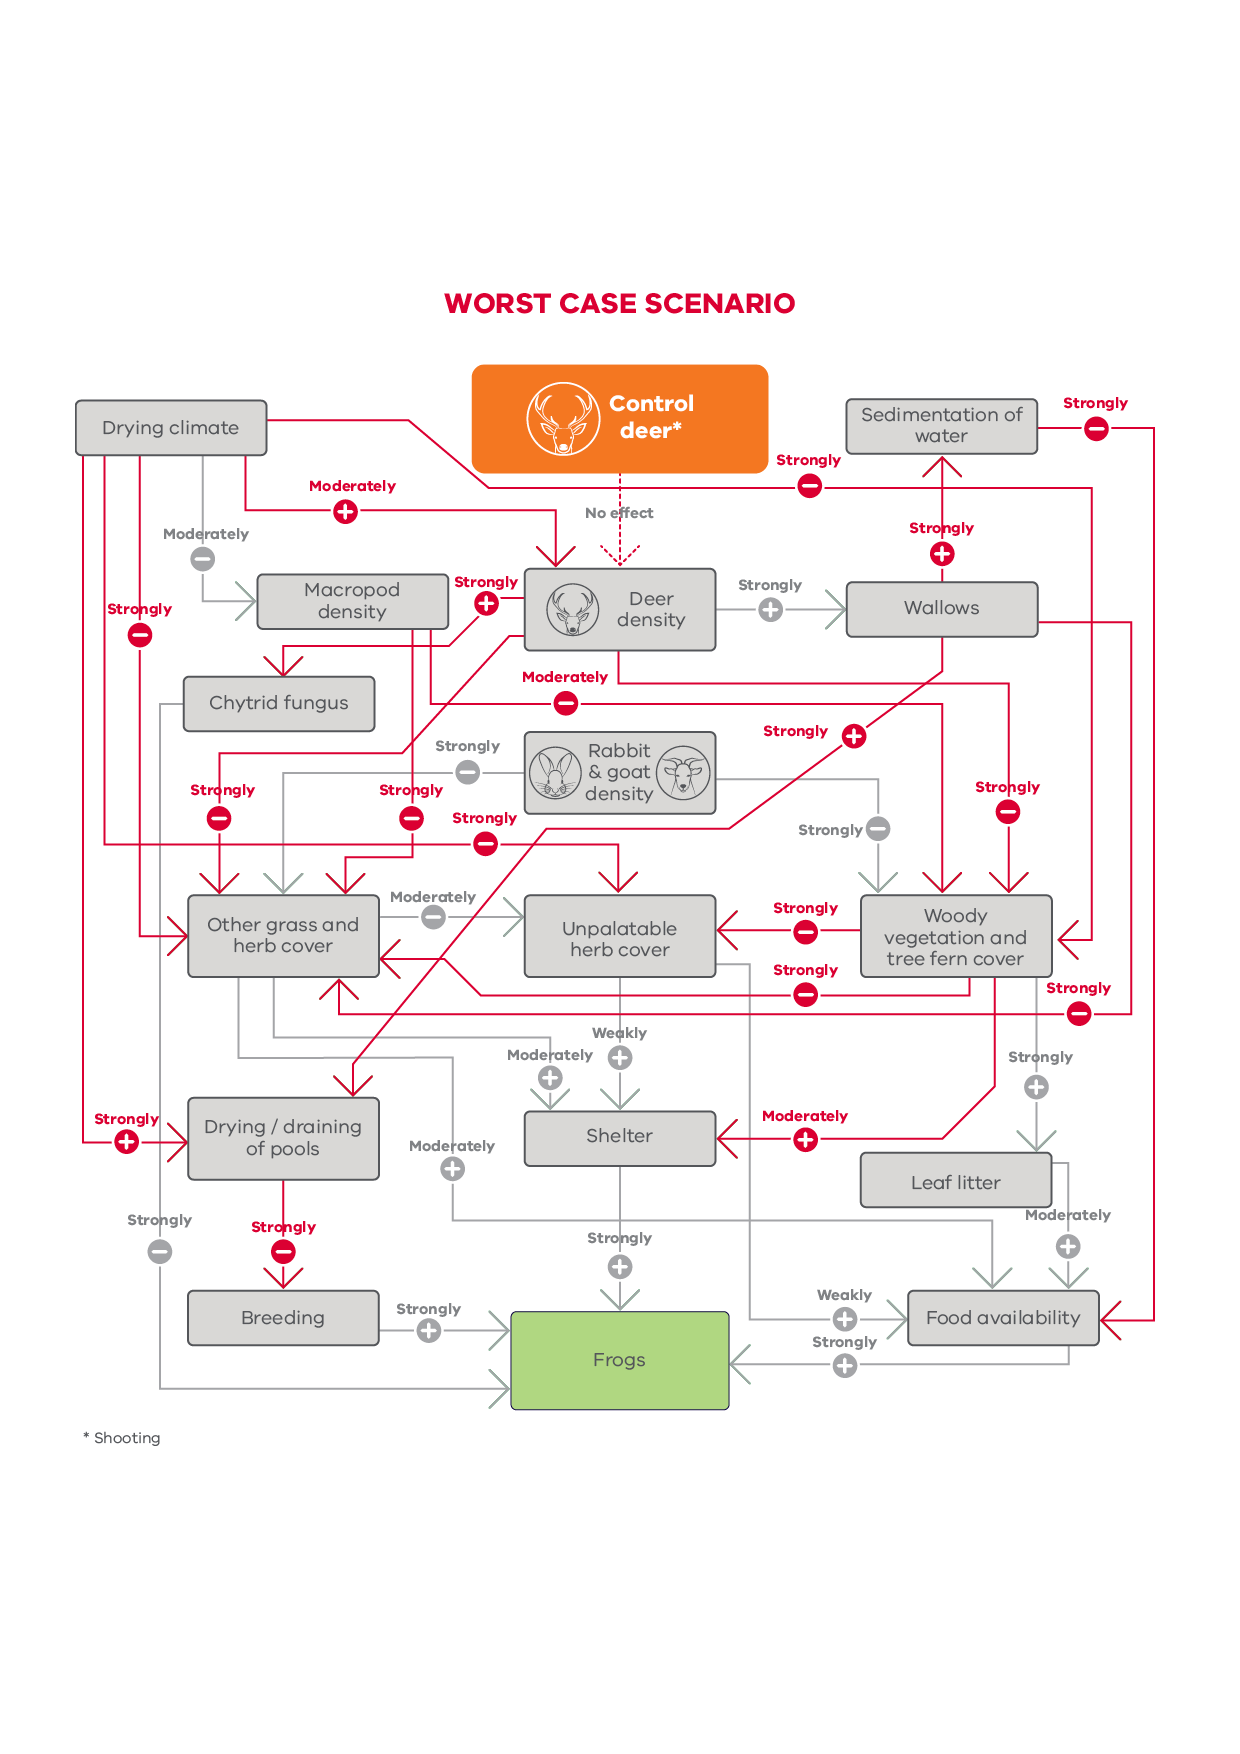 WORST CASE SCENARIO
Control
deer*
Drying climate
Sedimentation of
water
Strongly
Strongly
Moderately
No effect
Moderately
Strongly
Macropod
density
Strongly
Deer
density
Strongly
Wallows
Strongly
Moderately
Chytrid fungus
Strongly
Strongly
Rabbit
& goat
density
Strongly
Strongly
Strongly
Strongly
Strongly
Moderately
Strongly
Other grass and
herb cover
Unpalatable
herb cover
Woody
vegetation and
tree fern cover
Strongly
Strongly
Weakly
Moderately
Strongly
Strongly
Moderately
Drying / draining
of pools
Shelter
Moderately
Leaf litter
Moderately
Strongly
Strongly
Strongly
Weakly
Breeding
Strongly
Food availability
Strongly
Frogs
* Shooting